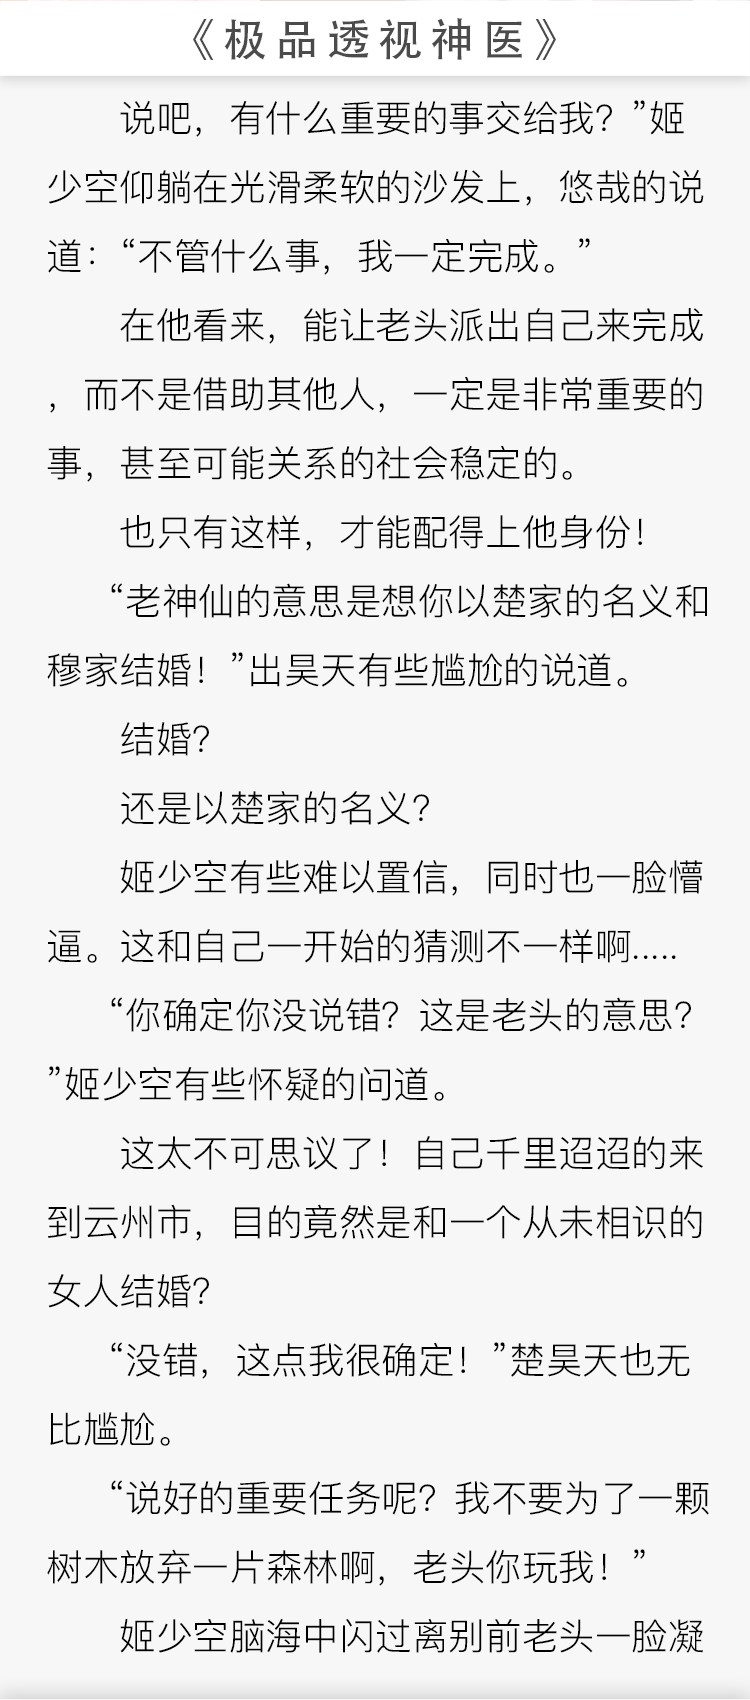 《极品透视神医》
说吧，有什么重要的事交给我？”姬
少空仰躺在光滑柔软的沙发上，悠哉的说
道：“不管什么事，我一定完成。”
在他看来，能让老头派出自己来完成
，而不是借助其他人，一定是非常重要的
事，甚至可能关系的社会稳定的。
也只有这样，才能配得上他身份！
“老神仙的意思是想你以楚家的名义和
穆家结婚！”出昊天有些尴尬的说道。
结婚？
还是以楚家的名义？
姬少空有些难以置信，同时也一脸懵
逼。这和自己一开始的猜测不一样啊.....
“你确定你没说错？这是老头的意思？
”姬少空有些怀疑的问道。
这太不可思议了！自己千里迢迢的来
到云州市，目的竟然是和一个从未相识的
女人结婚？
“没错，这点我很确定！”楚昊天也无
比尴尬。
“说好的重要任务呢？我不要为了一颗
树木放弃一片森林啊，老头你玩我！”
姬少空脑海中闪过离别前老头一脸凝